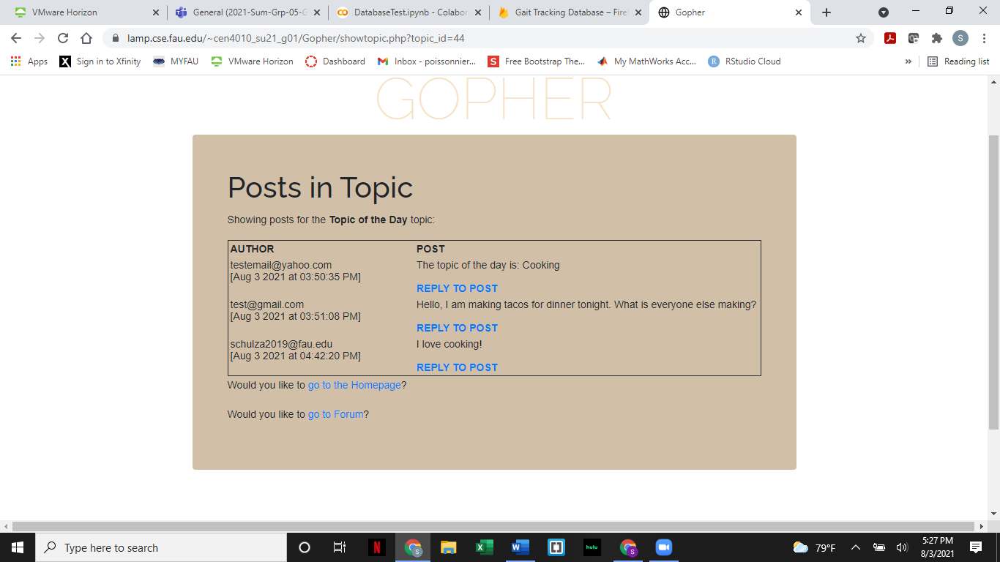 VMware Horizon
General (2021-Sum-Grp-05-G
DatabaseTest.ipynb - Colabor
Gait Tracking Database – Fire
Gopher
lamp.cse.fau.edu/~cen4010_su21_g01/Gopher/showtopic.php?topic_id=44
S
Apps
X
Sign in to Xfinity
MYFAU
VMware Horizon
Dashboard
Inbox - poissonnier...
S
Free Bootstrap The...
My MathWorks Acc...
R
RStudio Cloud
»
Reading list
GOPHER
Posts in Topic
Showing posts for the Topic of the Day topic:
AUTHOR POST
testemail@yahoo.com The topic of the day is: Cooking
[Aug 3 2021 at 03:50:35 PM]
REPLY TO POST
test@gmail.com Hello, I am making tacos for dinner tonight. What is everyone else making?
[Aug 3 2021 at 03:51:08 PM]
REPLY TO POST
schulza2019@fau.edu I love cooking!
[Aug 3 2021 at 04:42:20 PM]
REPLY TO POST
Would you like to go to the Homepage?
Would you like to go to Forum?
Type here to search
N
S
X
W
hulu
S
79°F
5:27 PM
8/3/2021